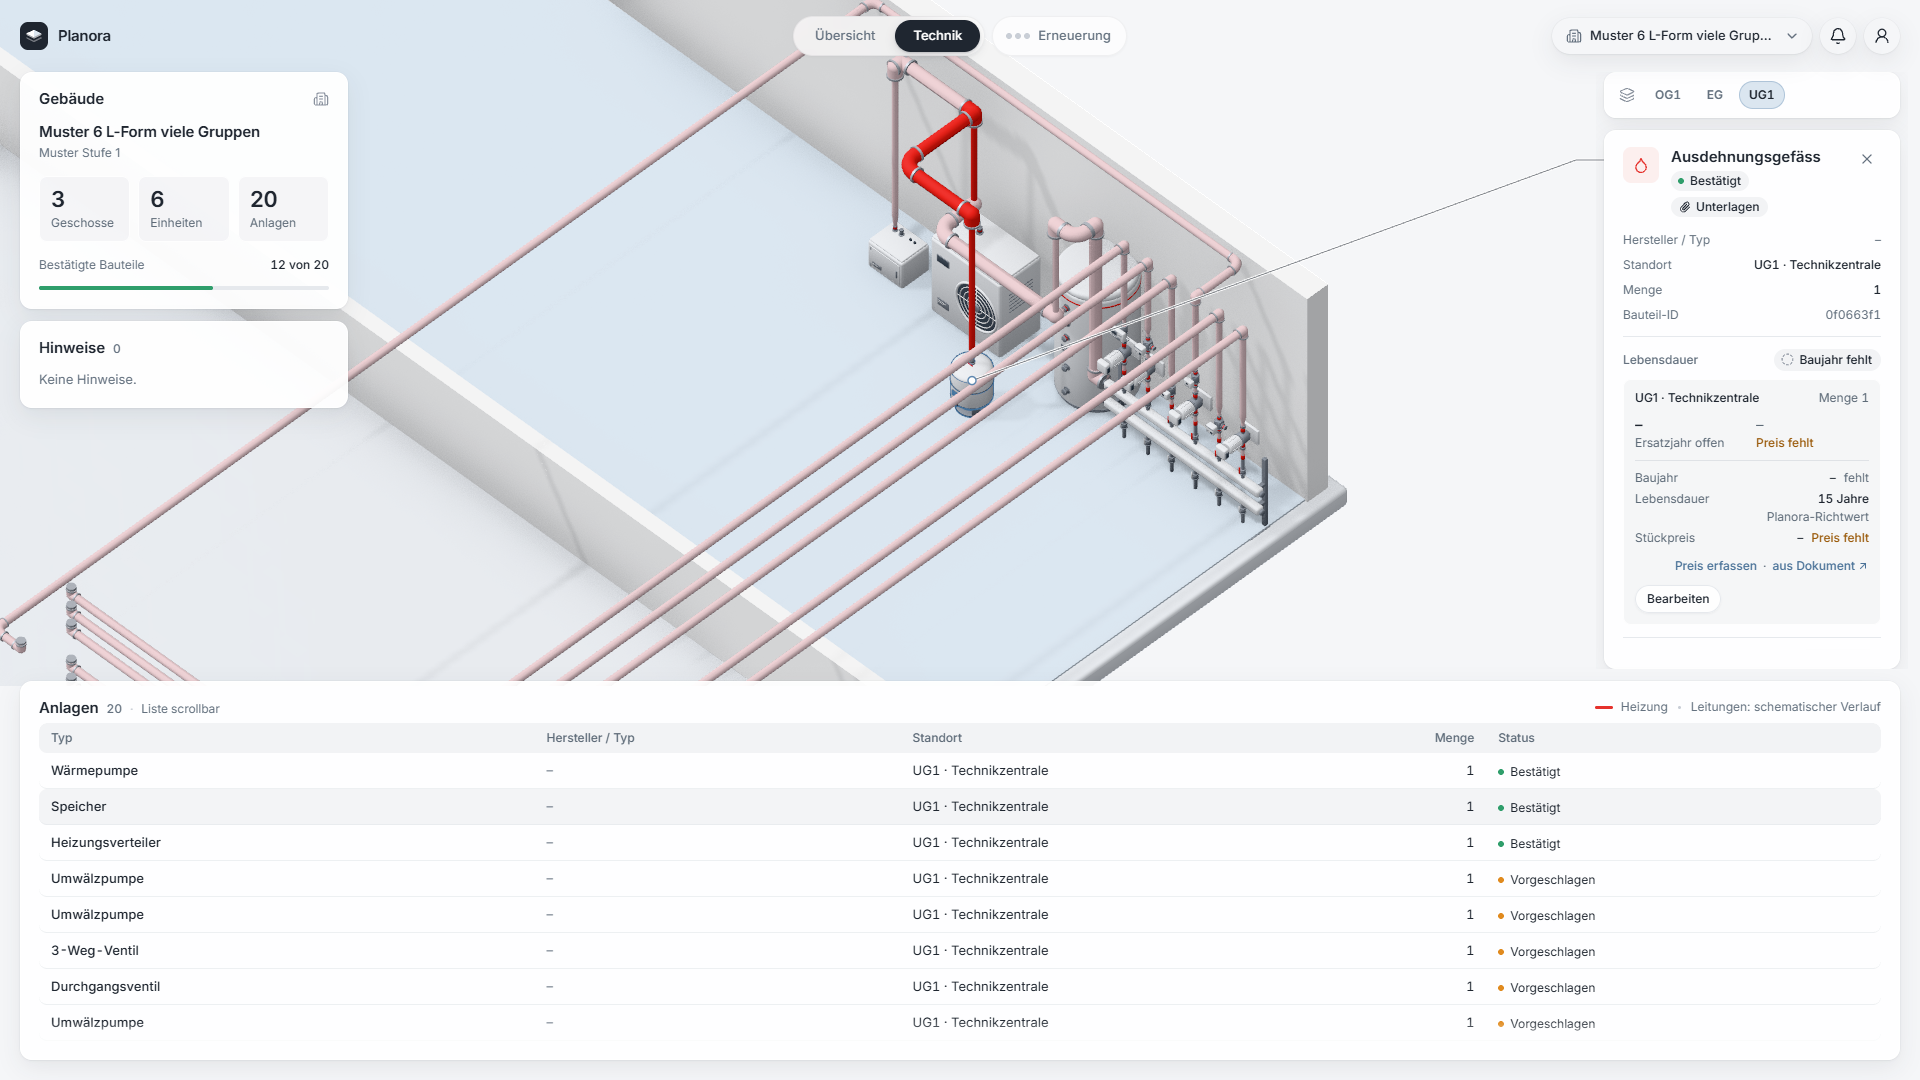 Planora
Übersicht
Technik
Erneuerung
Muster 6 L-Form viele Grup...
Gebäude
Muster 6 L-Form viele Gruppen
Muster Stufe 1
3 6 20
Geschosse Einheiten Anlagen
Bestätigte Bauteile 12 von 20
Hinweise 0
Keine Hinweise.
OG1 EG UG1
Ausdehnungsgefäss
Bestätigt
Unterlagen
Hersteller / Typ –
Standort UG1 · Technikzentrale
Menge 1
Bauteil-ID 0f0663f1
Lebensdauer Baujahr fehlt
UG1 · Technikzentrale Menge 1
– –
Ersatzjahr offen Preis fehlt
Baujahr – fehlt
Lebensdauer 15 Jahre
Planora-Richtwert
Stückpreis – Preis fehlt
Preis erfassen · aus Dokument ↗
Bearbeiten
Anlagen 20 · Liste scrollbar
Heizung · Leitungen: schematischer Verlauf
Typ Hersteller / Typ Standort Menge Status
Wärmepumpe – UG1 · Technikzentrale 1 Bestätigt
Speicher – UG1 · Technikzentrale 1 Bestätigt
Heizungsverteiler – UG1 · Technikzentrale 1 Bestätigt
Umwälzpumpe – UG1 · Technikzentrale 1 Vorgeschlagen
Umwälzpumpe – UG1 · Technikzentrale 1 Vorgeschlagen
3-Weg-Ventil – UG1 · Technikzentrale 1 Vorgeschlagen
Durchgangsventil – UG1 · Technikzentrale 1 Vorgeschlagen
Umwälzpumpe – UG1 · Technikzentrale 1 Vorgeschlagen